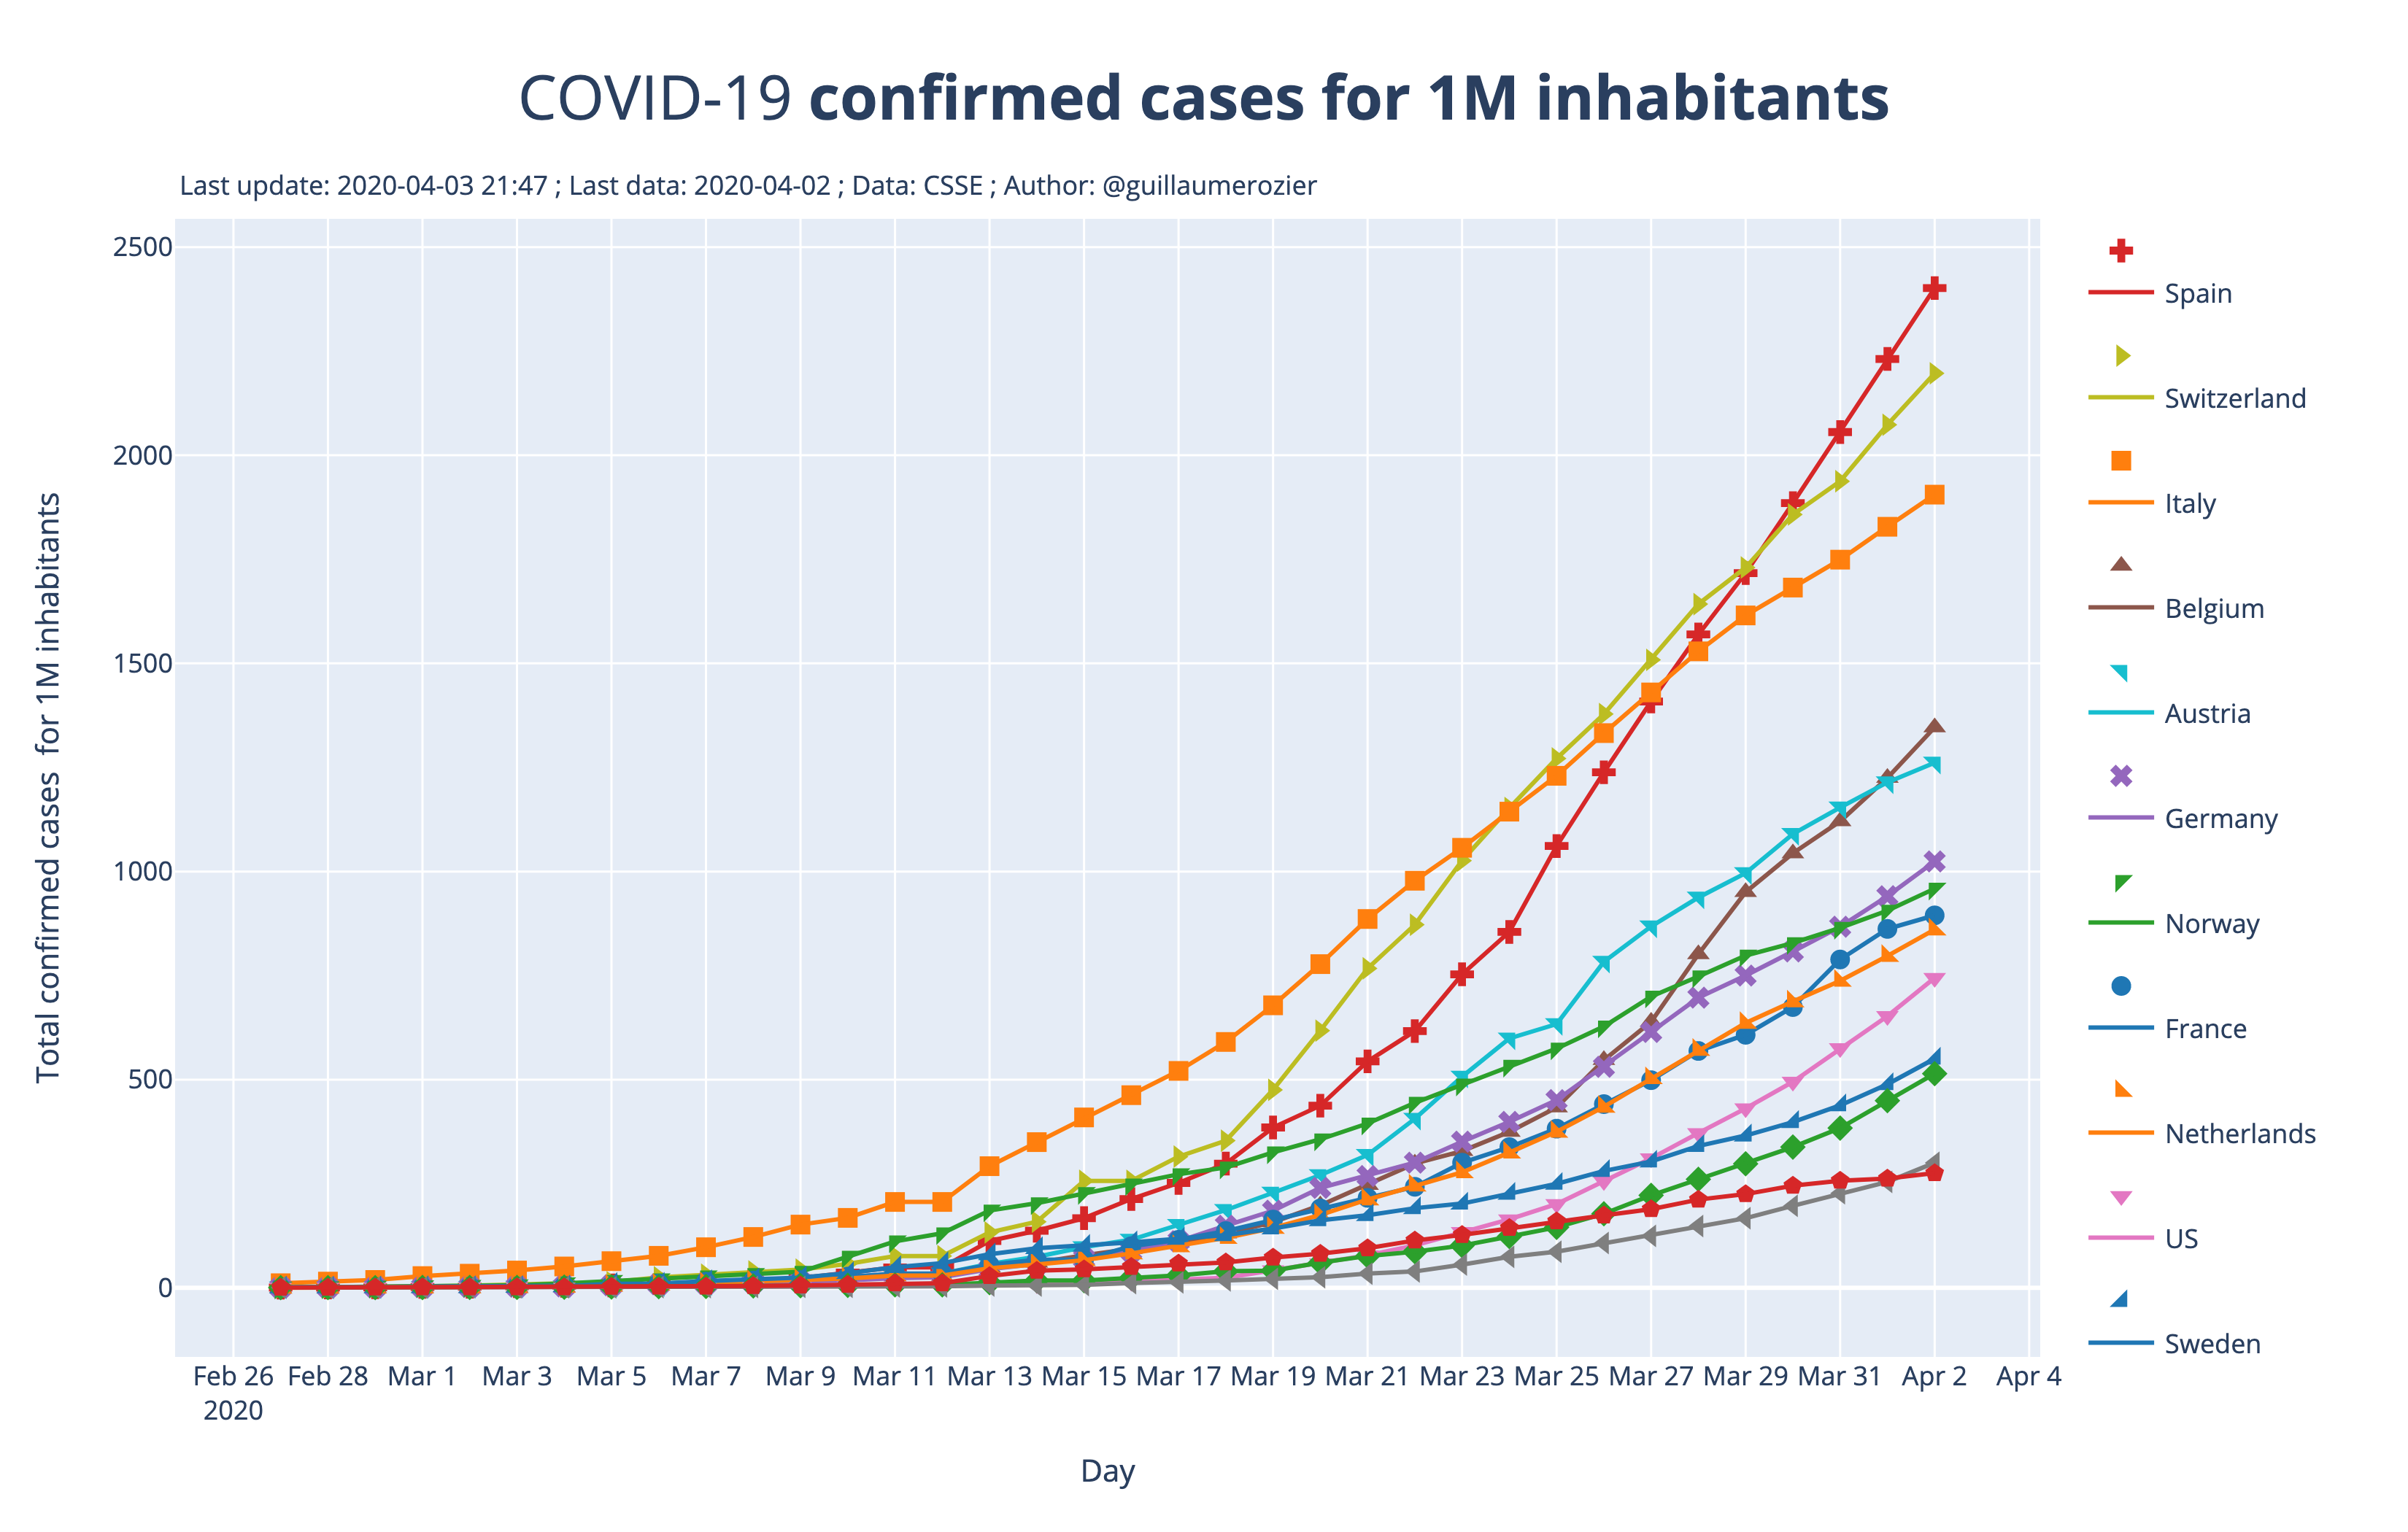 COVID-19 confirmed cases for 1M inhabitants
Last update: 2020-04-03 21:47 ; Last data: 2020-04-02 ; Data: CSSE ; Author: @guillaumerozier
Total confirmed cases for 1M inhabitants
2500
2000
1500
1000
500
0
Feb 26 Feb 28 Mar 1 Mar 3 Mar 5 Mar 7 Mar 9 Mar 11 Mar 13 Mar 15 Mar 17 Mar 19 Mar 21 Mar 23 Mar 25 Mar 27 Mar 29 Mar 31 Apr 2 Apr 4
2020
Day
Spain
Switzerland
Italy
Belgium
Austria
Germany
Norway
France
Netherlands
US
Sweden